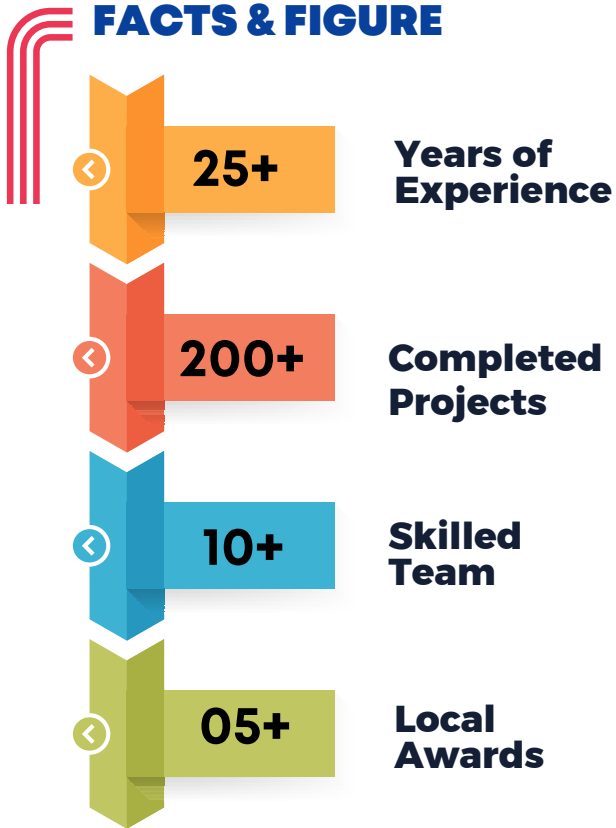 FACTS & FIGURE
25+
Years of
Experience
200+
Completed
Projects
10+
Skilled
Team
05+
Local
Awards